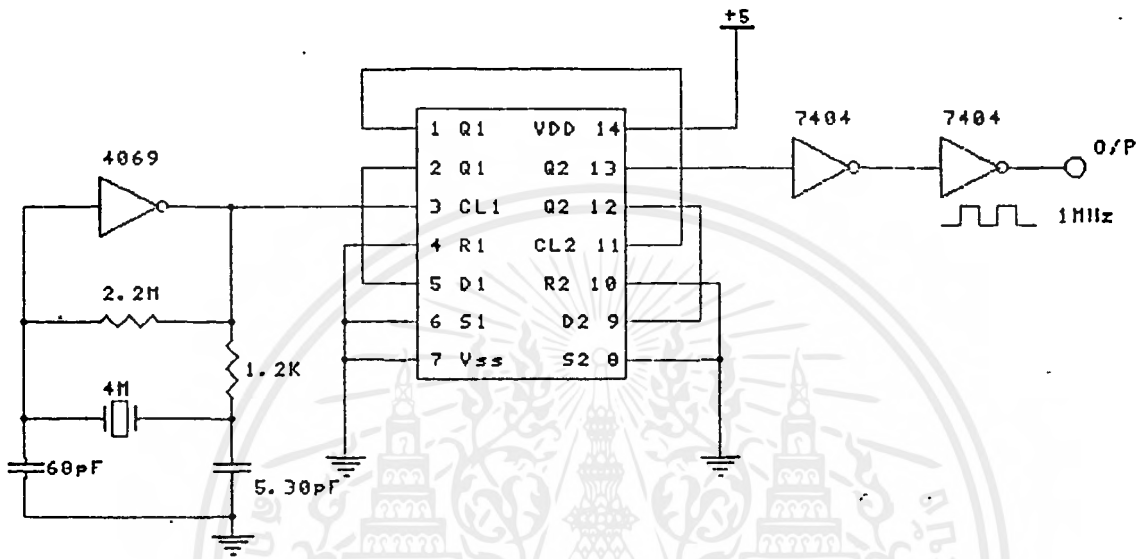 +5
7404
7404
O/P
1MHz
4069
1 Q1
VDD 14
2 Q1
Q2 13
3 CL1
Q2 12
4 R1
CL2 11
5 D1
R2 10
6 S1
D2 9
7 Vss
S2 8
2.2M
1.2K
4M
68pF
5.30pF